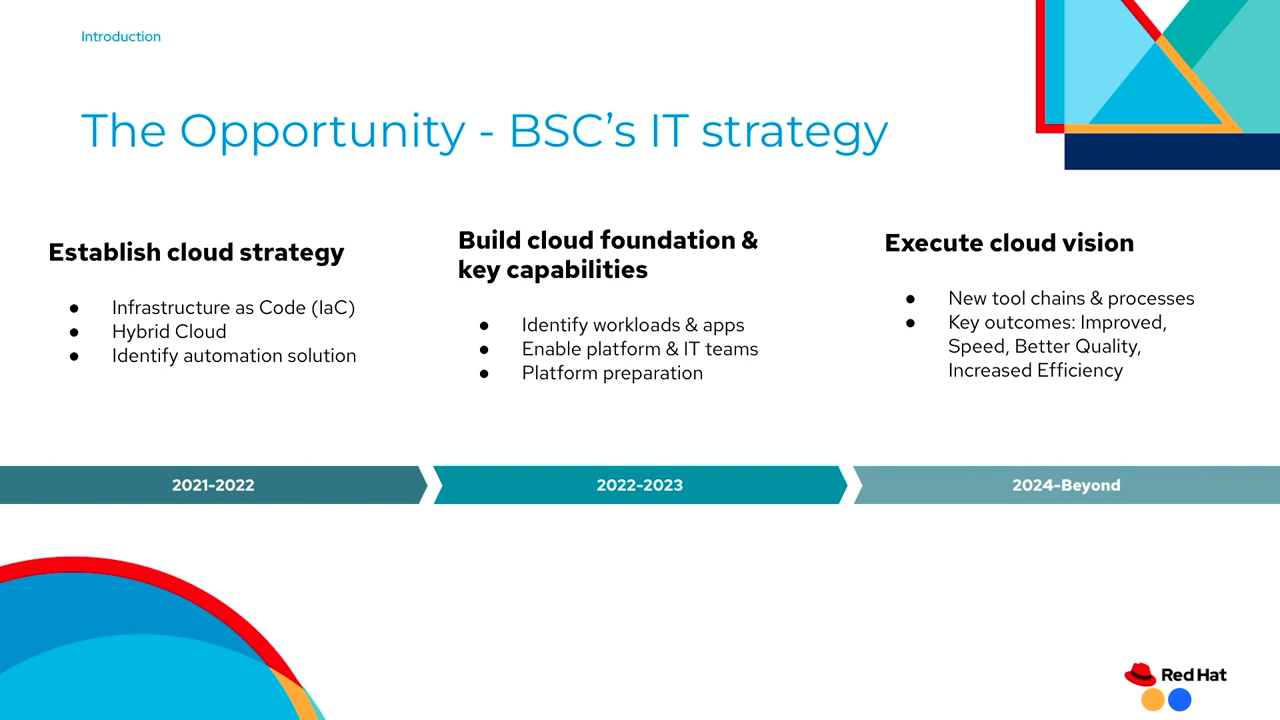 Introduction
The Opportunity - BSC’s IT strategy
Establish cloud strategy
● Infrastructure as Code (IaC)
● Hybrid Cloud
● Identify automation solution
Build cloud foundation &
key capabilities
● Identify workloads & apps
● Enable platform & IT teams
● Platform preparation
Execute cloud vision
● New tool chains & processes
● Key outcomes: Improved,
Speed, Better Quality,
Increased Efficiency
2021-2022
2022-2023
2024-Beyond
Red Hat